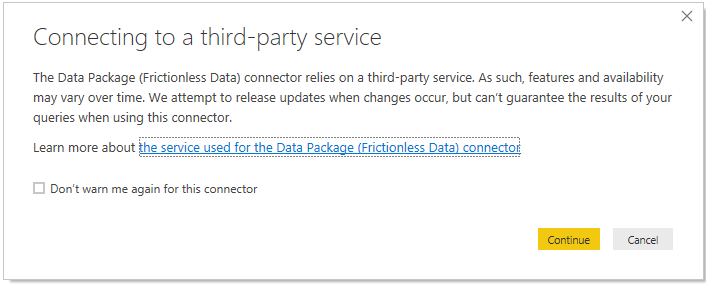 Connecting to a third-party service
The Data Package (Frictionless Data) connector relies on a third-party service. As such, features and availability
may vary over time. We attempt to release updates when changes occur, but can't guarantee the results of your
queries when using this connector.
Learn more about the service used for the Data Package (Frictionless Data) connector
Don't warn me again for this connector
Continue
Cancel